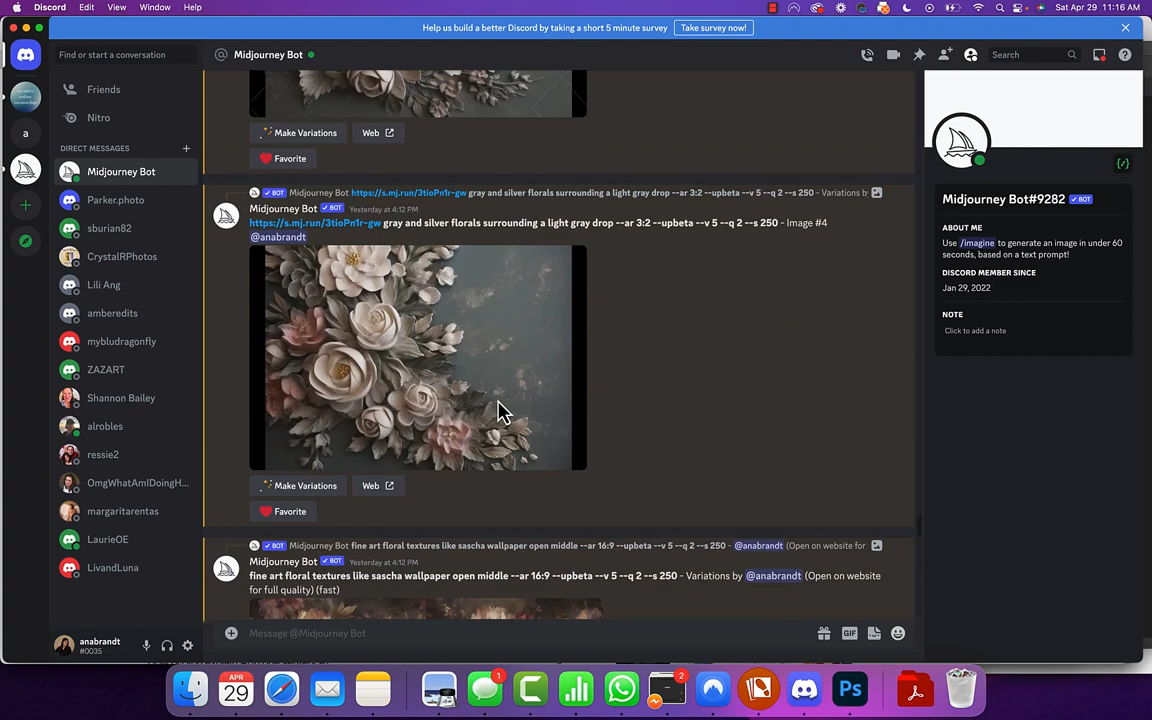 Discord Edit View Window Help Sat Apr 29 11:16 AM
Help us build a better Discord by taking a short 5 minute survey Take survey now!
Find or start a conversation
Midjourney Bot
Search
Friends
Nitro
DIRECT MESSAGES
Midjourney Bot
Parker.photo
sburian82
CrystalRPhotos
Lili Ang
amberedits
mybludragonfly
ZAZART
Shannon Bailey
alrobles
ressie2
OmgWhatAmIDoingH...
margaritarentas
LaurieOE
LivandLuna
anabrandt
#0035
a
Make Variations Web
Favorite
BOT Midjourney Bot https://s.mj.run/3tioPn1r-gw gray and silver florals surrounding a light gray drop --ar 3:2 --upbeta --v 5 --q 2 --s 250 - Variations b
Midjourney Bot BOT Yesterday at 4:12 PM
https://s.mj.run/3tioPn1r-gw gray and silver florals surrounding a light gray drop --ar 3:2 --upbeta --v 5 --q 2 --s 250 - Image #4
@anabrandt
Make Variations Web
Favorite
BOT Midjourney Bot fine art floral textures like sascha wallpaper open middle --ar 16:9 --upbeta --v 5 --q 2 --s 250 - @anabrandt (Open on website for
Midjourney Bot BOT Yesterday at 4:12 PM
fine art floral textures like sascha wallpaper open middle --ar 16:9 --upbeta --v 5 --q 2 --s 250 - Variations by @anabrandt (Open on website
for full quality) (fast)
Message @Midjourney Bot
GIF
Midjourney Bot#9282 BOT
ABOUT ME
Use /imagine to generate an image in under 60
seconds, based on a text prompt!
DISCORD MEMBER SINCE
Jan 29, 2022
NOTE
Click to add a note
APR
29
1
2
Ps